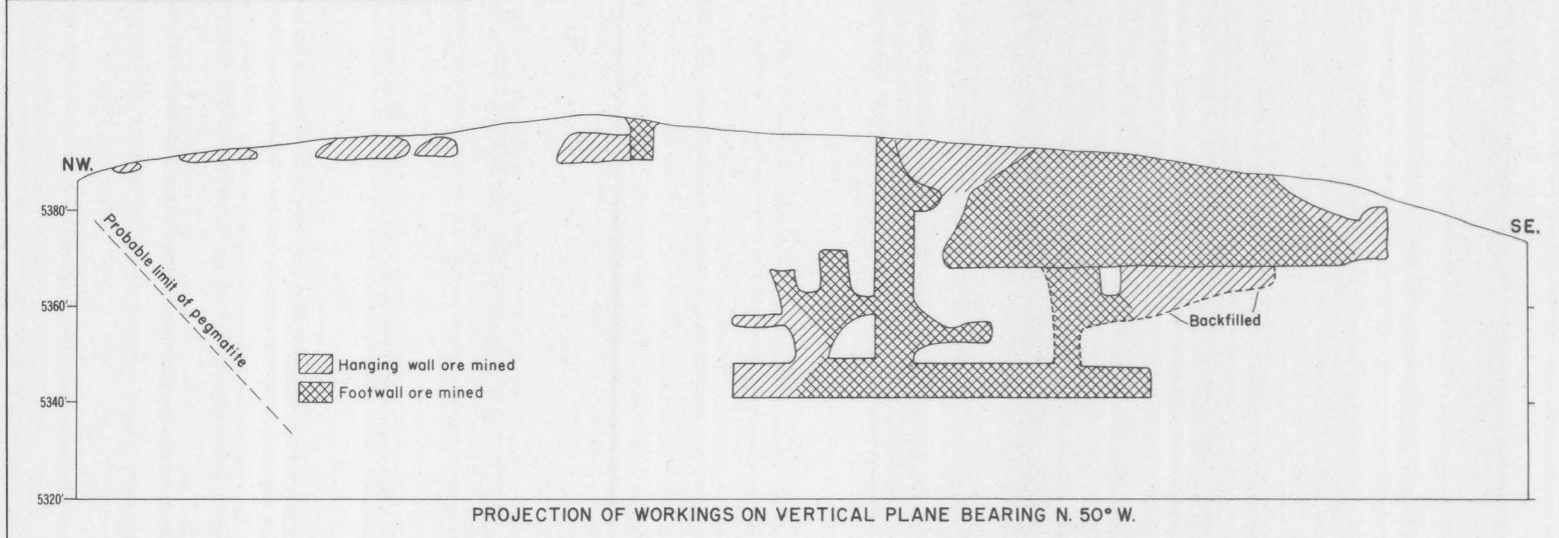 NW.
SE.
5380'
5360'
5340'
5320'
Probable limit of pegmatite
Hanging wall ore mined
Footwall ore mined
Backfilled
PROJECTION OF WORKINGS ON VERTICAL PLANE BEARING N. 50° W.